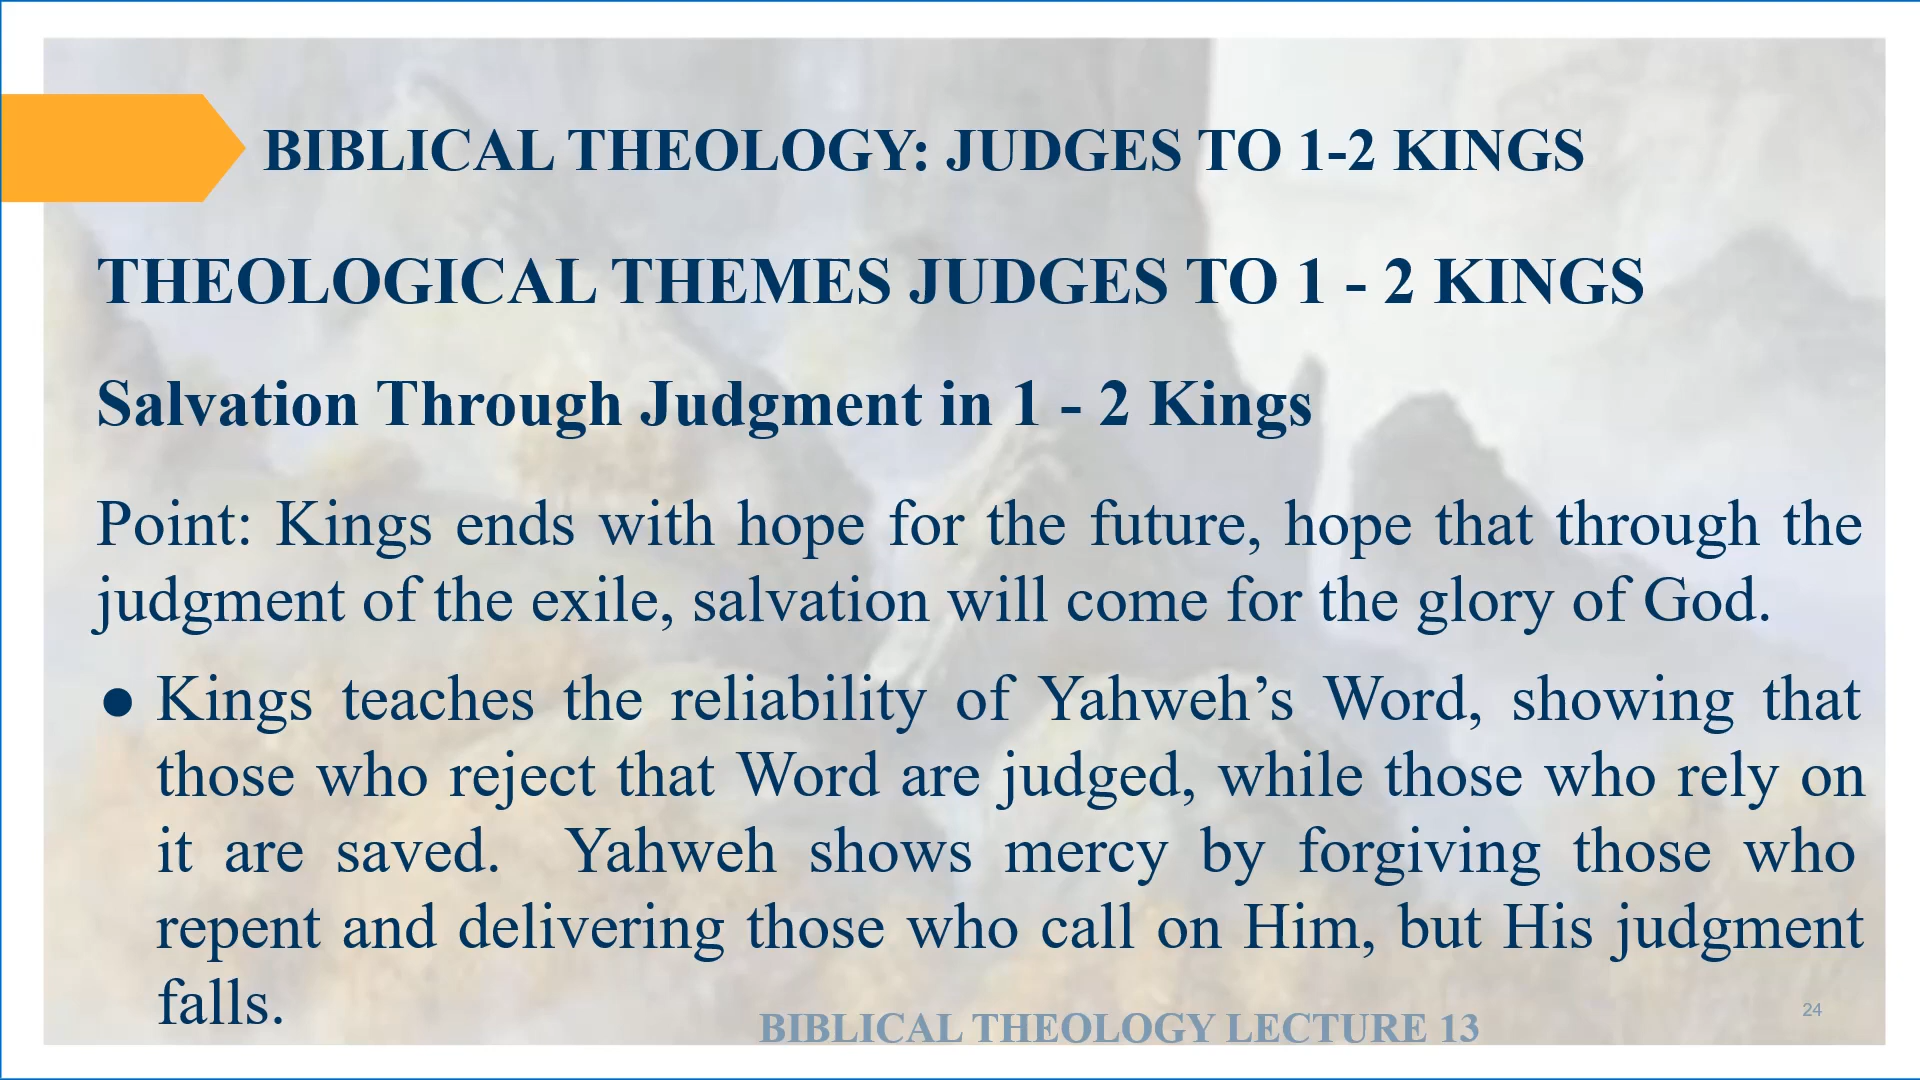 BIBLICAL THEOLOGY: JUDGES TO 1-2 KINGS
THEOLOGICAL THEMES JUDGES TO 1 - 2 KINGS
Salvation Through Judgment in 1 - 2 Kings
Point: Kings ends with hope for the future, hope that through the
judgment of the exile, salvation will come for the glory of God.
● Kings teaches the reliability of Yahweh’s Word, showing that
those who reject that Word are judged, while those who rely on
it are saved.  Yahweh shows mercy by forgiving those who
repent and delivering those who call on Him, but His judgment
falls.
24
BIBLICAL THEOLOGY LECTURE 13